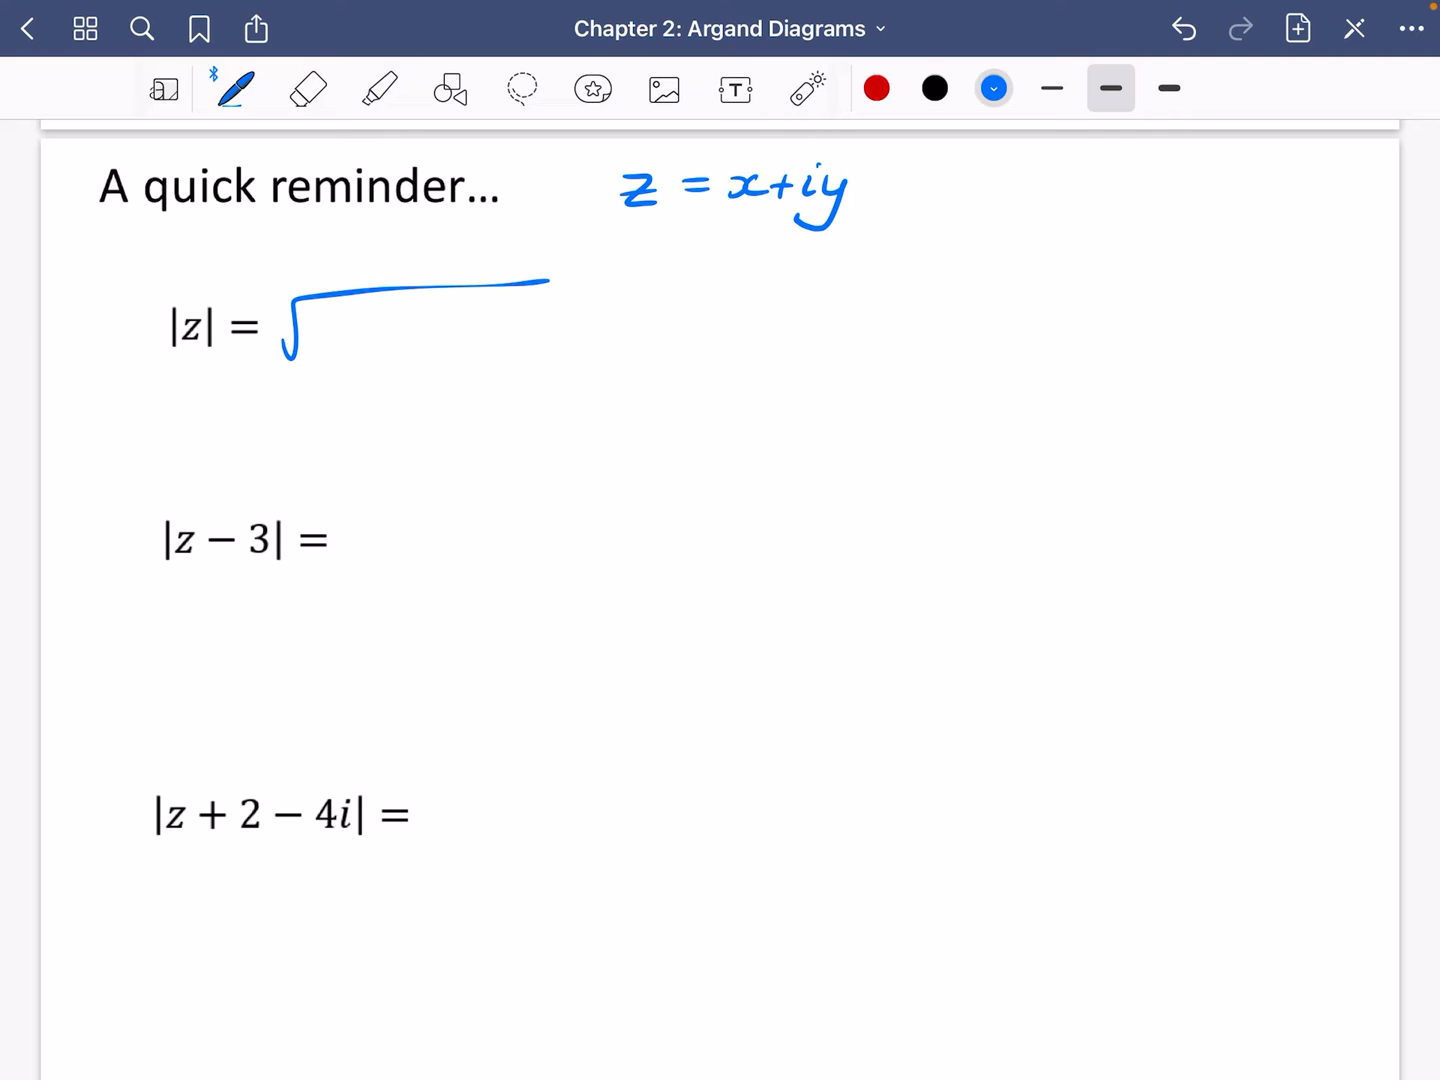 Chapter 2: Argand Diagrams
A quick reminder... z = x+iy
|z| = √
|z − 3| =
|z + 2 − 4i| =